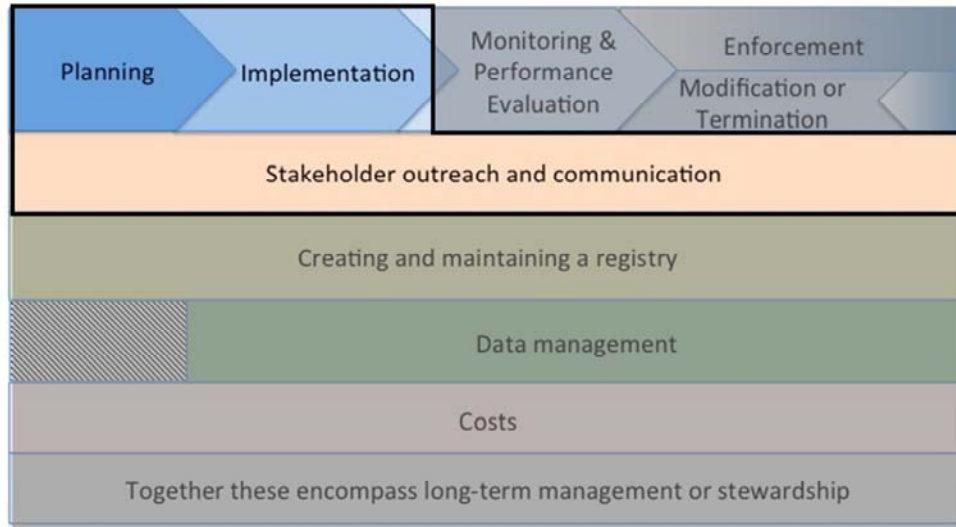 Planning
Implementation
Monitoring &
Performance
Evaluation
Enforcement
Modification or
Termination
Stakeholder outreach and communication
Creating and maintaining a registry
Data management
Costs
Together these encompass long-term management or stewardship